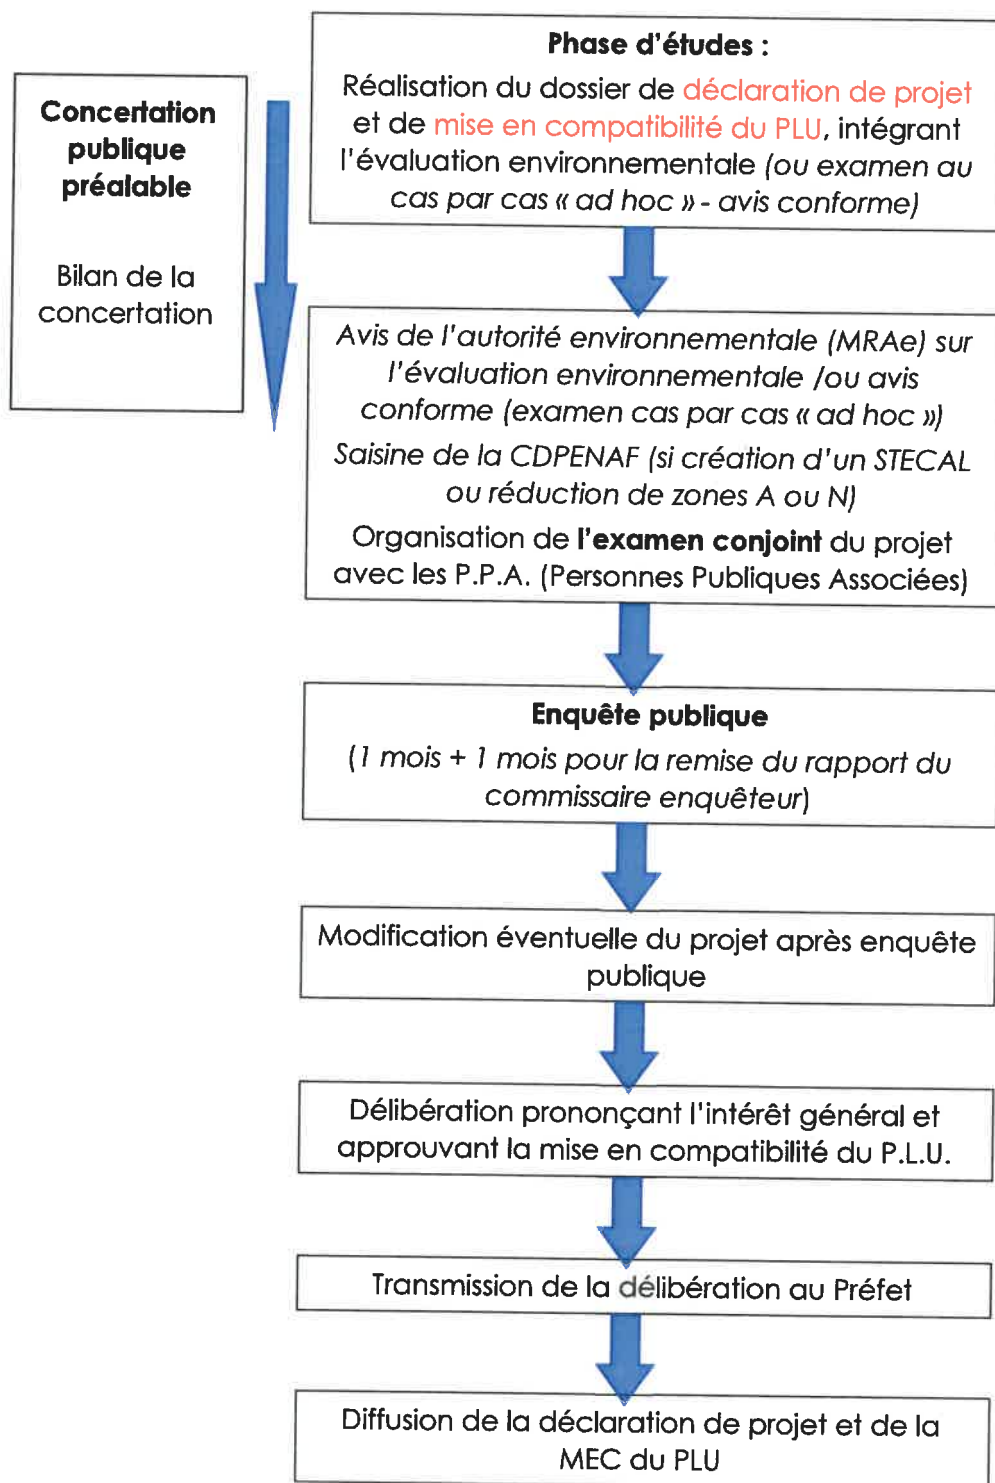 Concertation
publique
préalable
Bilan de la
concertation
Phase d'études :
Réalisation du dossier de déclaration de projet
et de mise en compatibilité du PLU, intégrant
l'évaluation environnementale (ou examen au
cas par cas « ad hoc » - avis conforme)
Avis de l'autorité environnementale (MRAe) sur
l'évaluation environnementale /ou avis
conforme (examen cas par cas « ad hoc »)
Saisine de la CDPENAF (si création d'un STECAL
ou réduction de zones A ou N)
Organisation de l'examen conjoint du projet
avec les P.P.A. (Personnes Publiques Associées)
Enquête publique
(1 mois + 1 mois pour la remise du rapport du
commissaire enquêteur)
Modification éventuelle du projet après enquête
publique
Délibération prononçant l'intérêt général et
approuvant la mise en compatibilité du P.L.U.
Transmission de la délibération au Préfet
Diffusion de la déclaration de projet et de la
MEC du PLU